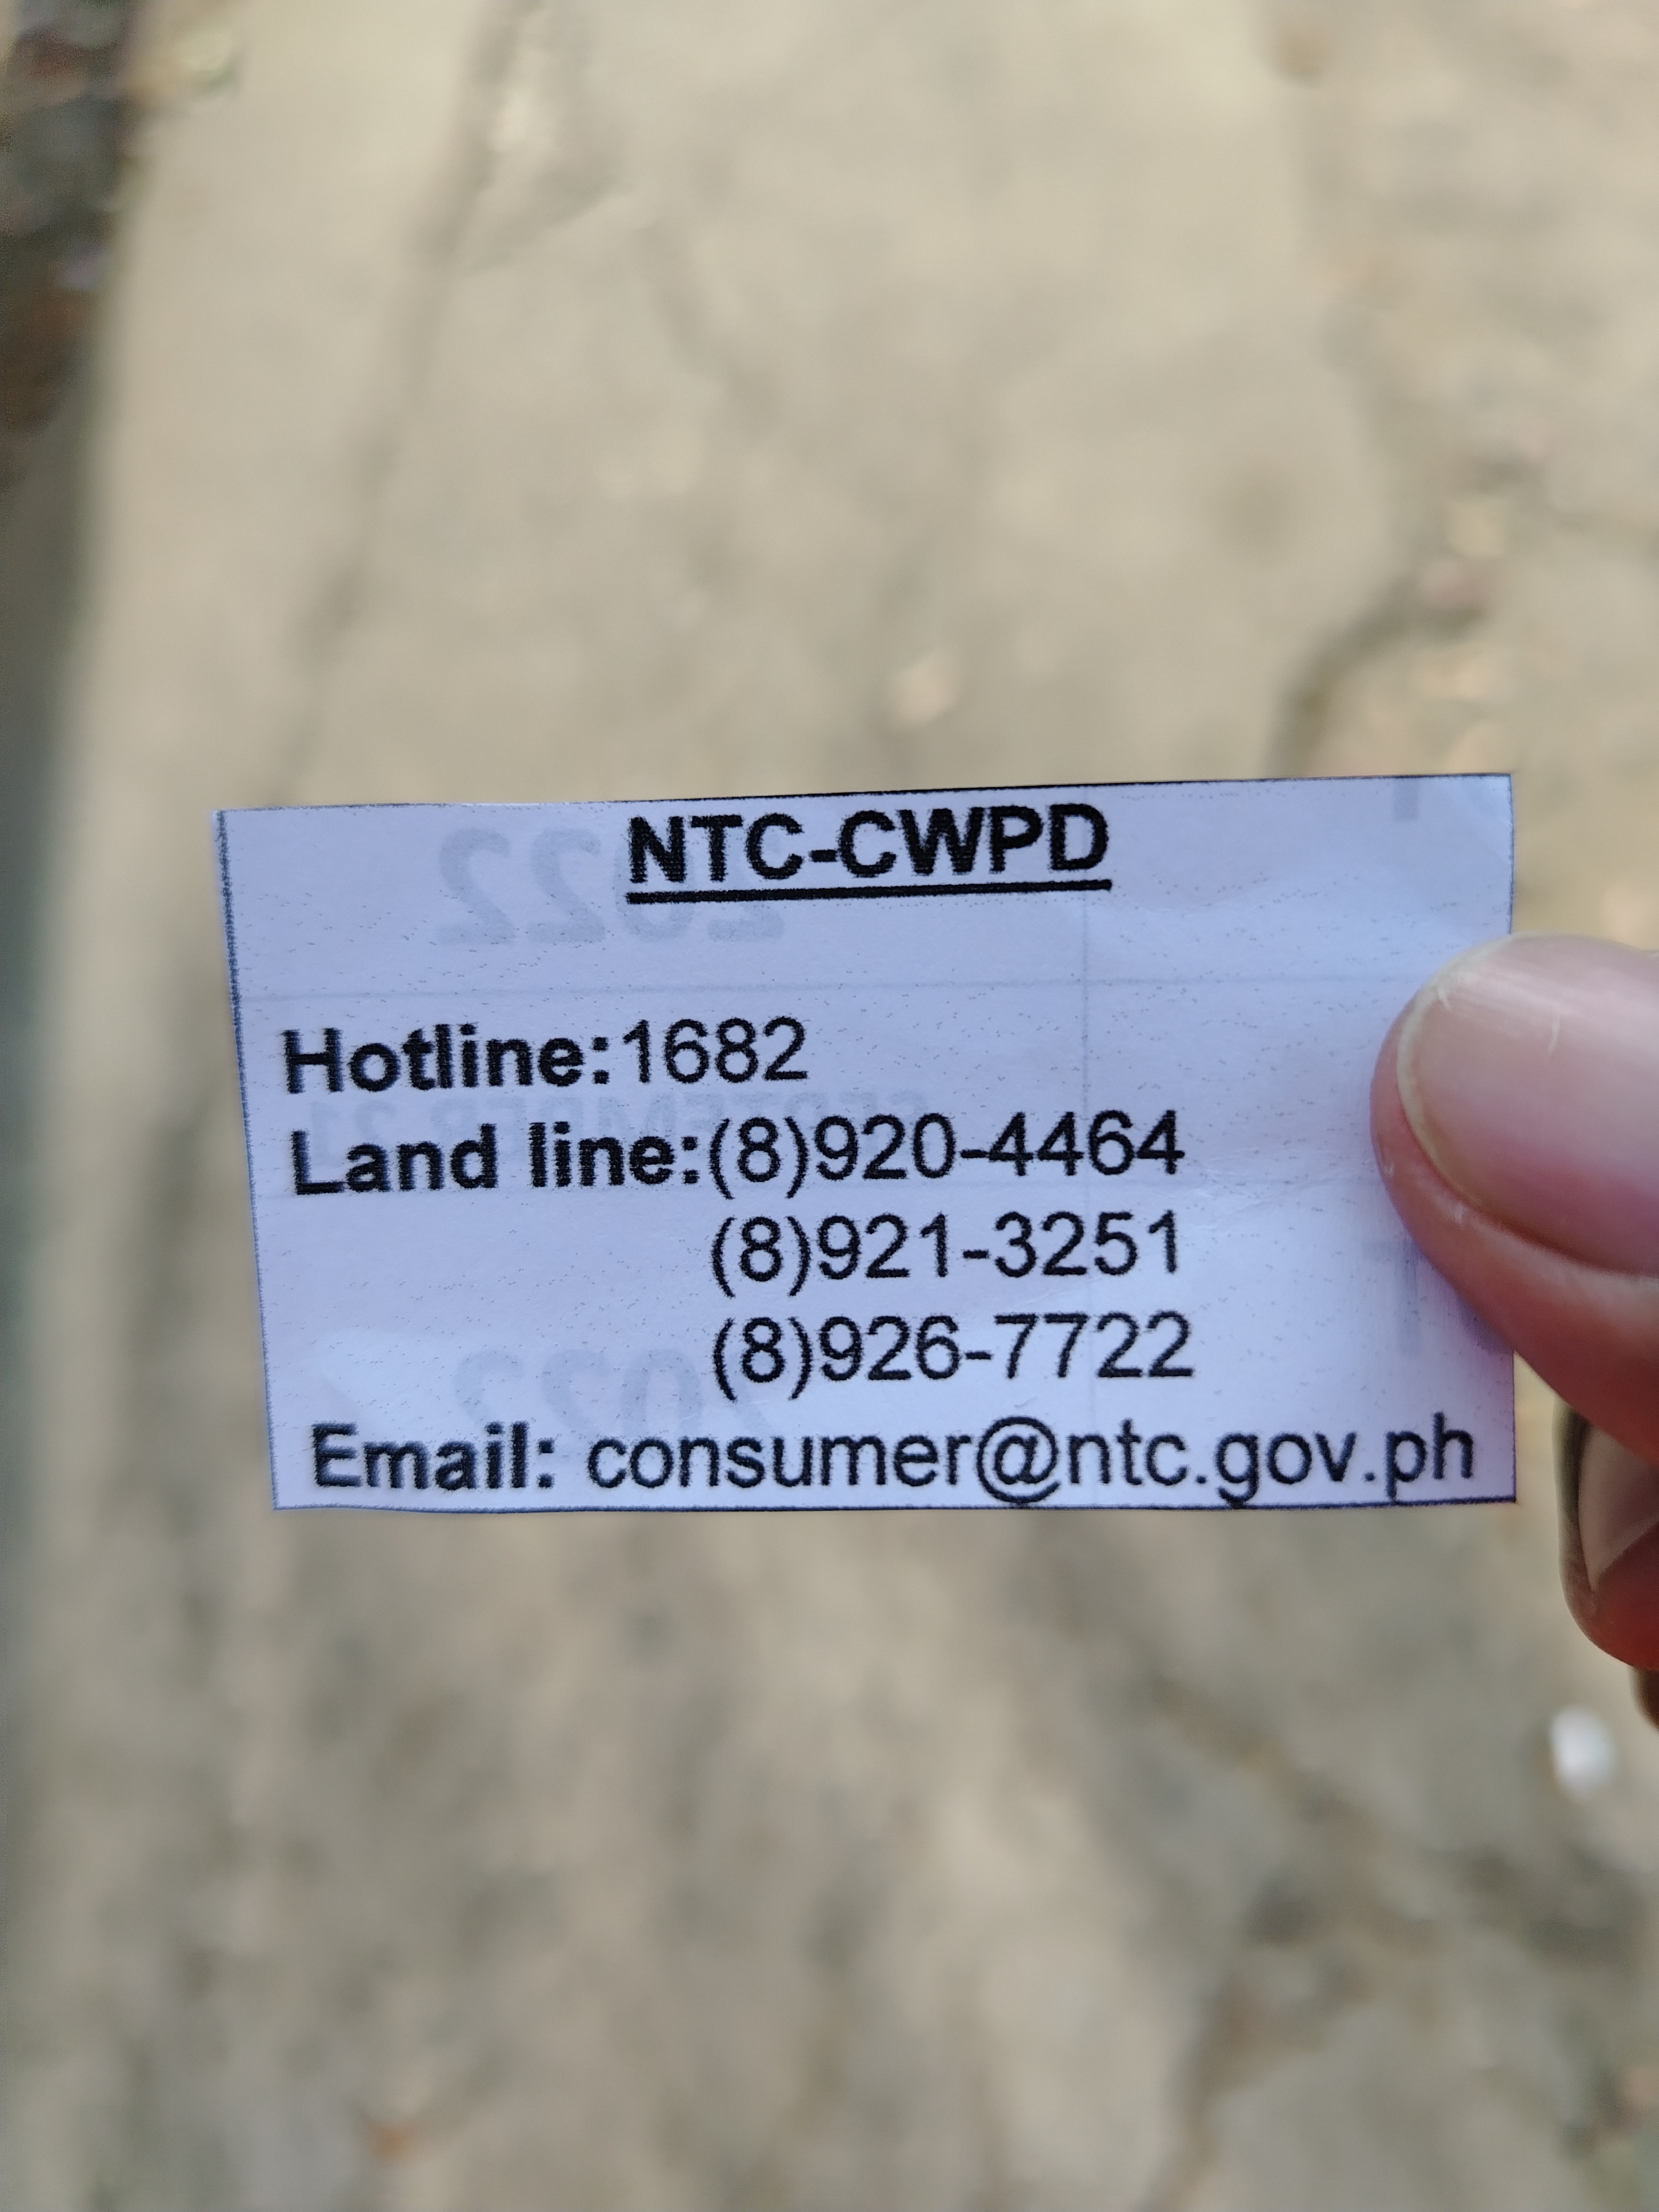 NTC-CWPD
Hotline:1682
Land line:(8)920-4464
(8)921-3251
(8)926-7722
Email: consumer@ntc.gov.ph